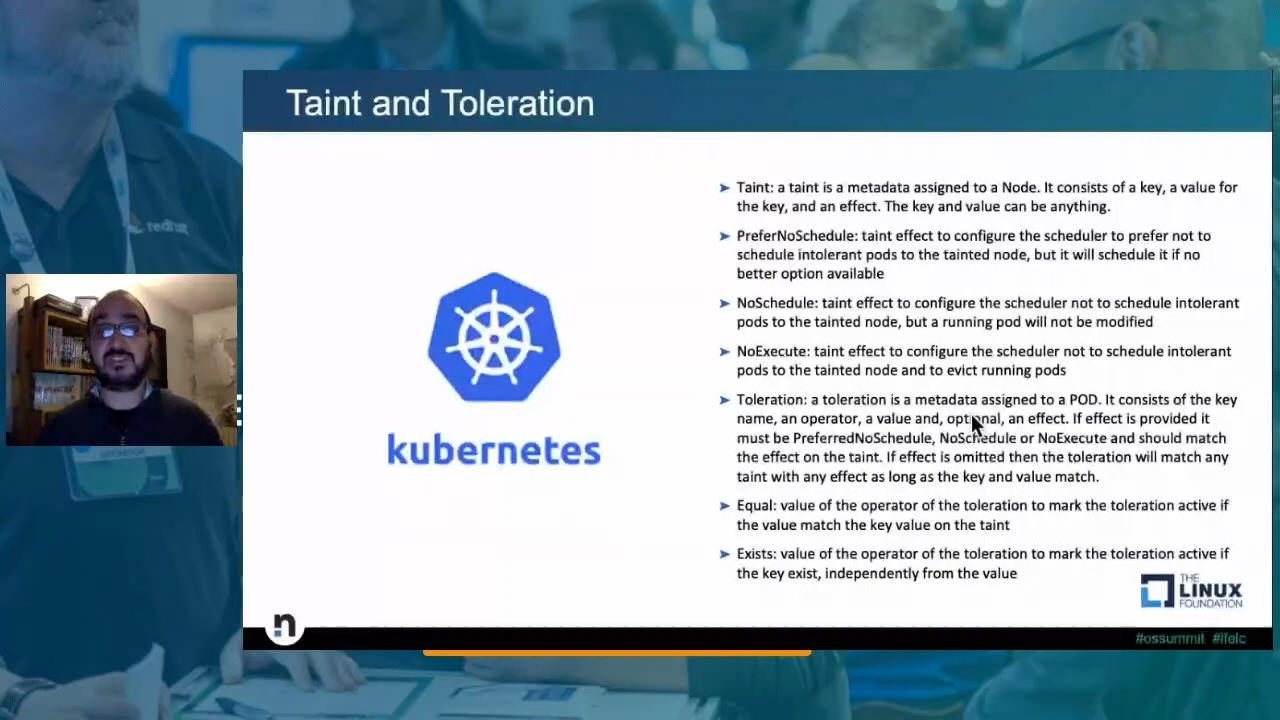 Taint and Toleration
➤ Taint: a taint is a metadata assigned to a Node. It consists of a key, a value for
the key, and an effect. The key and value can be anything.
➤ PreferNoSchedule: taint effect to configure the scheduler to prefer not to
schedule intolerant pods to the tainted node, but it will schedule it if no
better option available
➤ NoSchedule: taint effect to configure the scheduler not to schedule intolerant
pods to the tainted node, but a running pod will not be modified
➤ NoExecute: taint effect to configure the scheduler not to schedule intolerant
pods to the tainted node and to evict running pods
➤ Toleration: a toleration is a metadata assigned to a POD. It consists of the key
name, an operator, a value and, optional, an effect. If effect is provided it
must be PreferredNoSchedule, NoSchedule or NoExecute and should match
the effect on the taint. If effect is omitted then the toleration will match any
taint with any effect as long as the key and value match.
➤ Equal: value of the operator of the toleration to mark the toleration active if
the value match the key value on the taint
➤ Exists: value of the operator of the toleration to mark the toleration active if
the key exist, independently from the value
kubernetes
redhat
THE
LINUX
FOUNDATION
n
#ossummit #lfelc